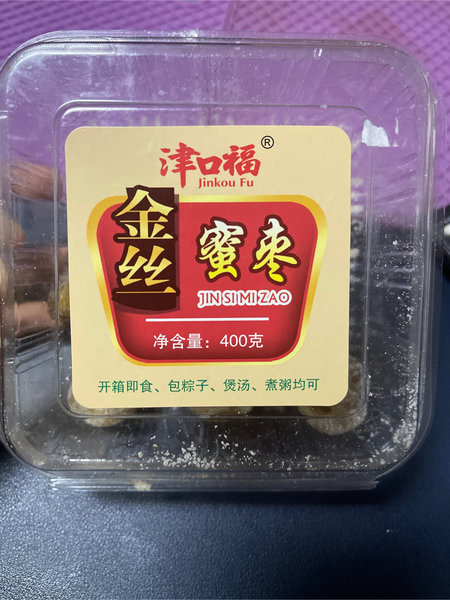 津口福®
Jinkou Fu
金丝
蜜枣
JIN SI MI ZAO
净含量：400克
开箱即食、包粽子、煲汤、煮粥均可